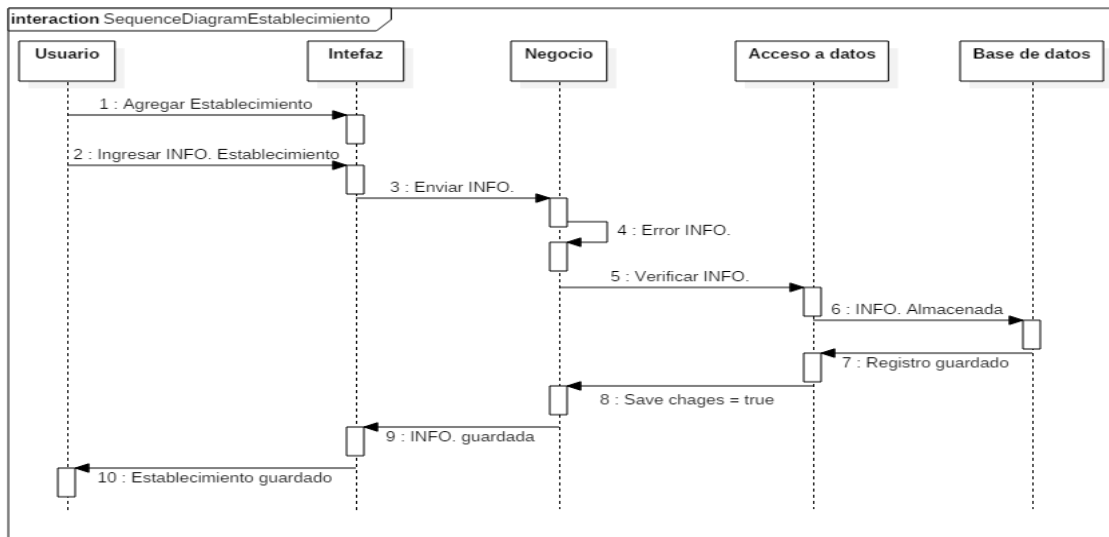 interaction SequenceDiagramEstablecimiento
Usuario
Intefaz
Negocio
Acceso a datos
Base de datos
1 : Agregar Establecimiento
2 : Ingresar INFO. Establecimiento
3 : Enviar INFO.
4 : Error INFO.
5 : Verificar INFO.
6 : INFO. Almacenada
7 : Registro guardado
8 : Save chages = true
9 : INFO. guardada
10 : Establecimiento guardado